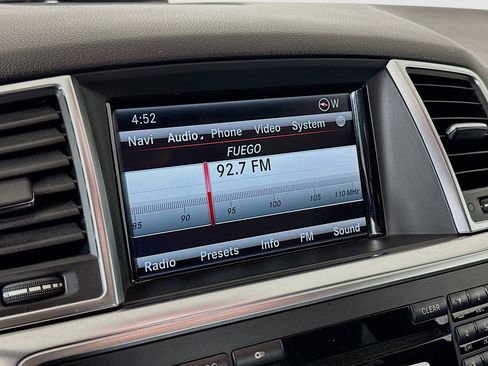 4:52 W
Navi Audio Phone Video System
FUEGO
92.7 FM
85 90 95 100 105 110 MHz
Radio Presets Info FM Sound
CLEAR